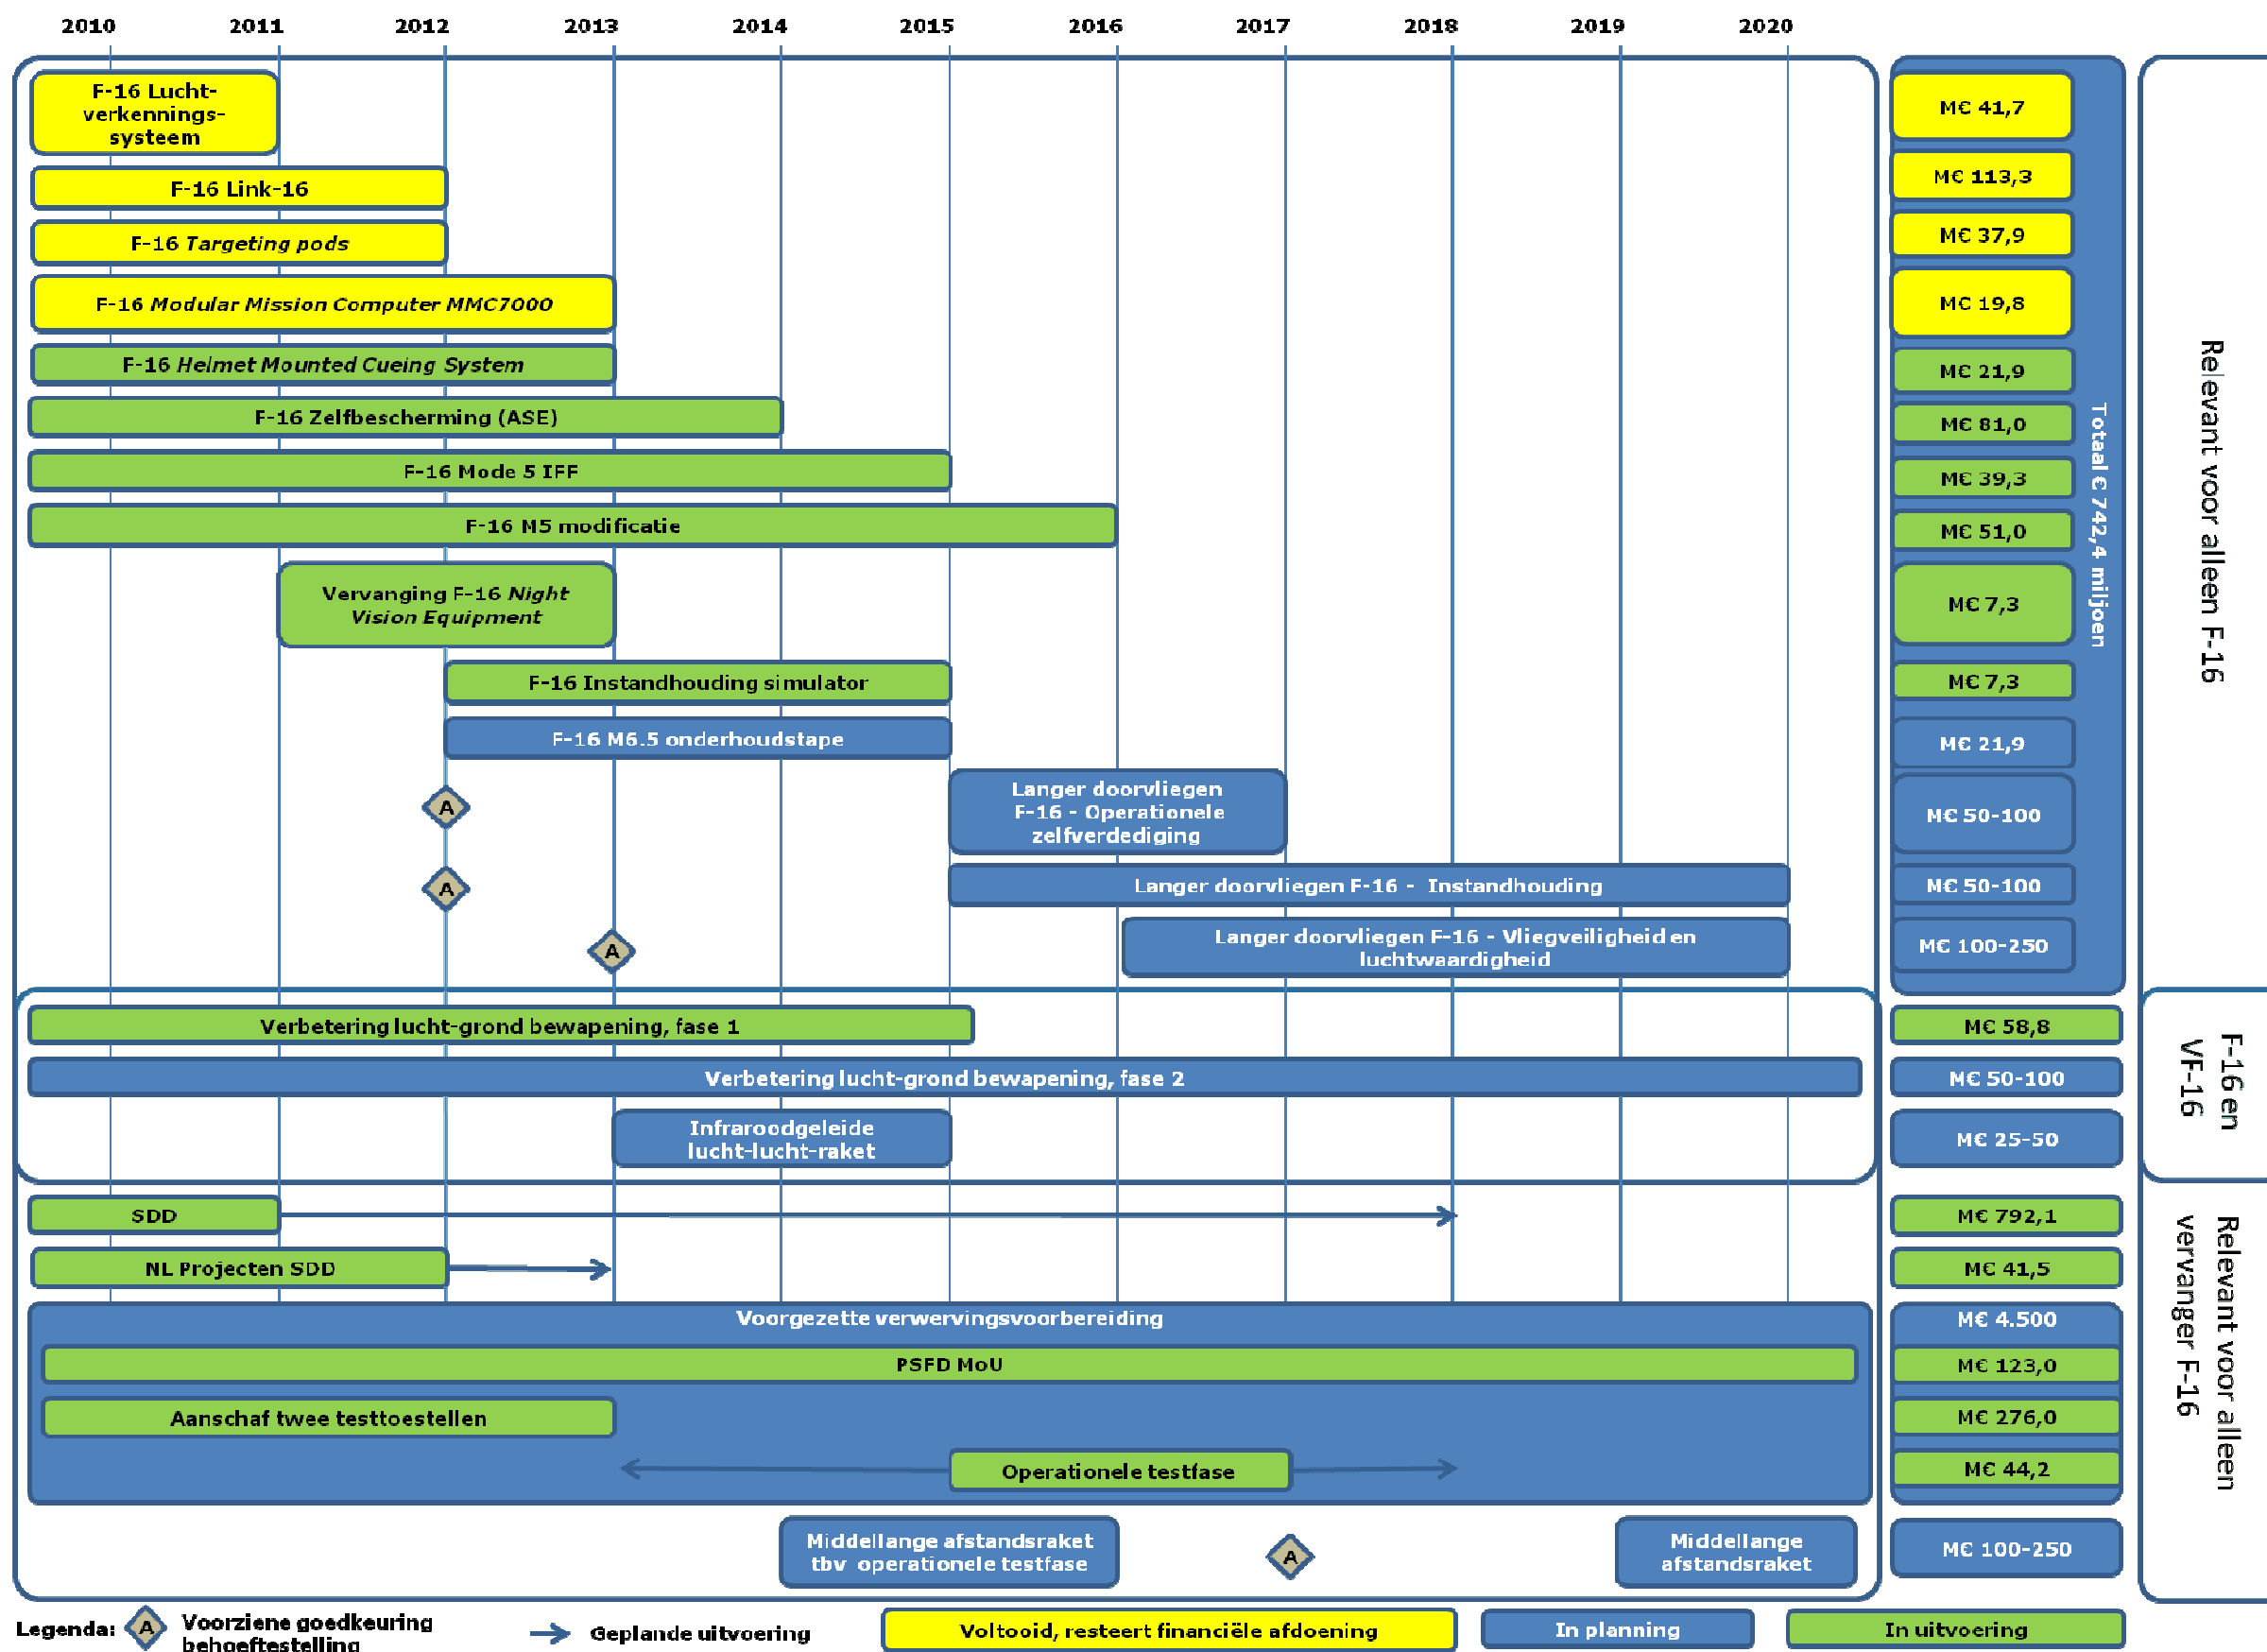 2010 2011 2012 2013 2014 2015 2016 2017 2018 2019 2020
F-16 Lucht-
verkennings-
systeem
M€ 41,7
F-16 Link-16
M€ 113,3
F-16 Targeting pods
M€ 37,9
F-16 Modular Mission Computer MMC7000
M€ 19,8
F-16 Helmet Mounted Cueing System
M€ 21,9
F-16 Zelfbescherming (ASE)
M€ 81,0
F-16 Mode 5 IFF
M€ 39,3
F-16 M5 modificatie
M€ 51,0
Vervanging F-16 Night
Vision Equipment
M€ 7,3
F-16 Instandhouding simulator
M€ 7,3
F-16 M6.5 onderhoudstape
M€ 21,9
A
Langer doorvliegen
F-16 - Operationele
zelfverdediging
M€ 50-100
A
Langer doorvliegen F-16 - Instandhouding
M€ 50-100
A
Langer doorvliegen F-16 - Vliegveiligheid en
luchtwaardigheid
M€ 100-250
Totaal € 742,4 miljoen
Relevant voor alleen F-16
Verbetering lucht-grond bewapening, fase 1
M€ 58,8
Verbetering lucht-grond bewapening, fase 2
M€ 50-100
Infraroodgeleide
lucht-lucht-raket
M€ 25-50
F-16 en
VF-16
SDD
M€ 792,1
NL Projecten SDD
M€ 41,5
Voorgezette verwervingsvoorbereiding
M€ 4.500
PSFD MoU
M€ 123,0
Aanschaf twee testtoestellen
M€ 276,0
Operationele testfase
M€ 44,2
Middellange afstandsraket
tbv operationele testfase
A
Middellange
afstandsraket
M€ 100-250
Relevant voor alleen
vervanger F-16
Legenda:
A
Voorziene goedkeuring
behoeftestelling
Geplande uitvoering
Voltooid, resteert financiële afdoening
In planning
In uitvoering